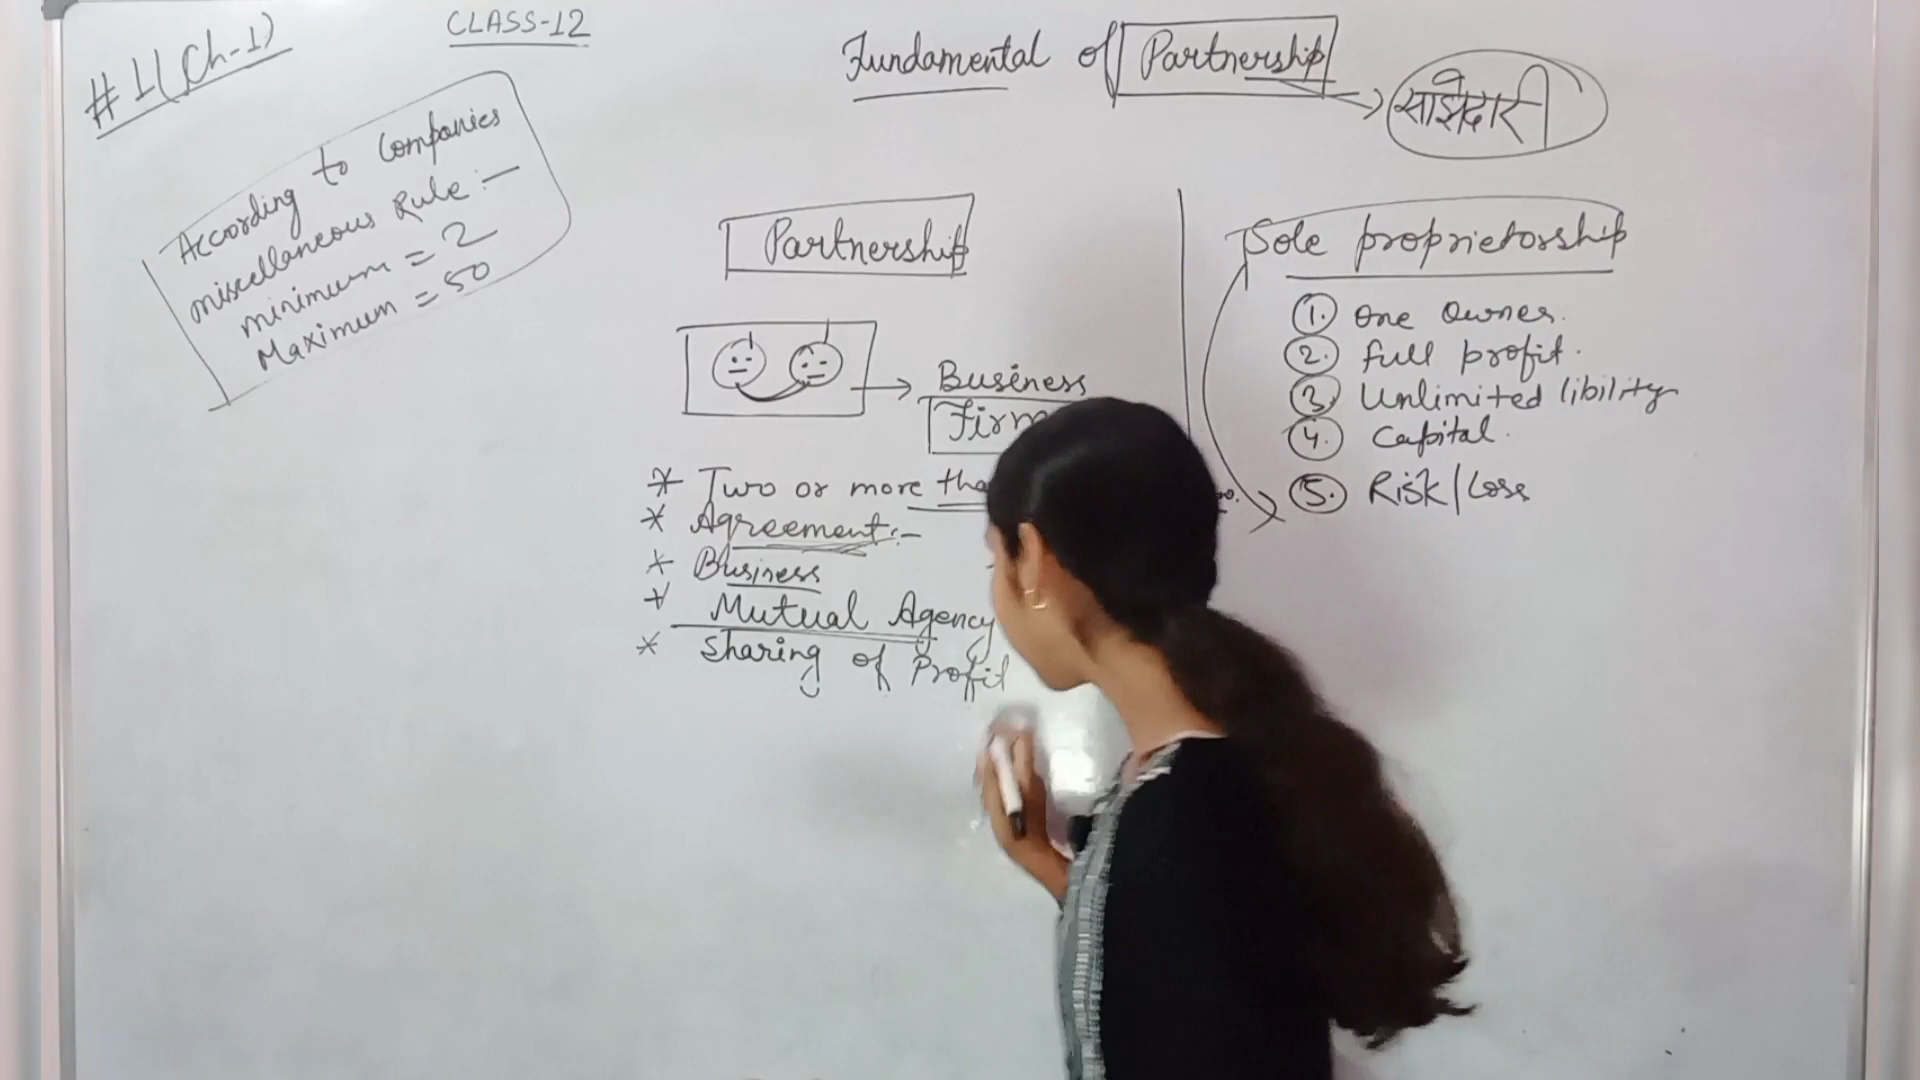 #1(Ch-1)
CLASS-12
Fundamental of Partnership
साझेदारी
According to Companies
miscellaneous Rule:-
minimum = 2
Maximum = 50
Partnership
Business
Firm
* Two or more
* Agreement:-
* Business
* Mutual Agency
* Sharing of Profit
Sole proprietorship
1. One Owner.
2. full profit.
3. Unlimited libility
4. Capital.
5. Risk/Loss